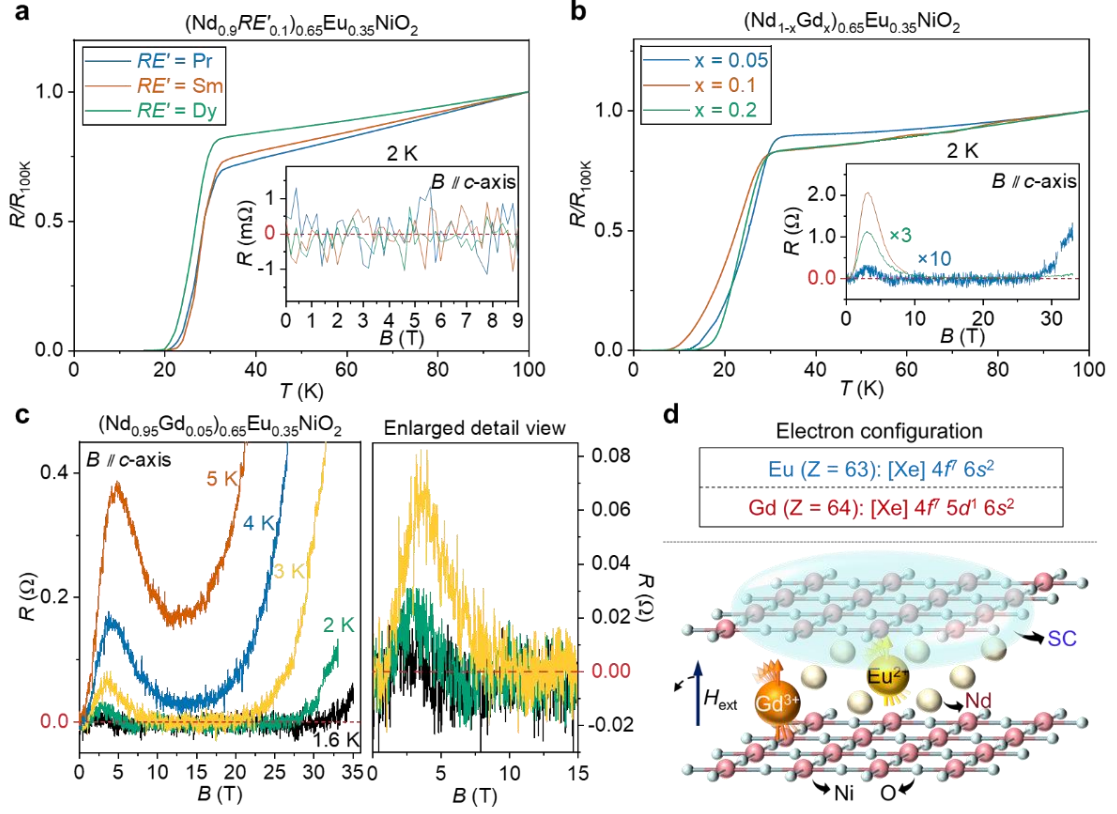 a
(Nd0.9RE'0.1)0.65Eu0.35NiO2
RE' = Pr
RE' = Sm
RE' = Dy
R/R100K
1.0
0.5
0.0
2 K
B // c-axis
R (mΩ)
1
0
-1
0 1 2 3 4 5 6 7 8 9
B (T)
0 20 40 60 80 100
T (K)
b
(Nd1-xGdx)0.65Eu0.35NiO2
x = 0.05
x = 0.1
x = 0.2
R/R100K
1.0
0.5
0.0
2 K
B // c-axis
R (Ω)
2.0
1.0
0.0
×3
×10
0 10 20 30
B (T)
0 20 40 60 80 100
T (K)
c
(Nd0.95Gd0.05)0.65Eu0.35NiO2
B // c-axis
R (Ω)
0.4
0.2
0.0
5 K
4 K
3 K
2 K
1.6 K
0 5 10 15 20 25 30 35
B (T)
Enlarged detail view
0.08
0.06
0.04
0.02
0.00
-0.02
R (Ω)
0 5 10 15
B (T)
d
Electron configuration
Eu (Z = 63): [Xe] 4f⁷ 6s²
Gd (Z = 64): [Xe] 4f⁷ 5d¹ 6s²
SC
Hext
Gd³⁺
Eu²⁺
Nd
Ni
O